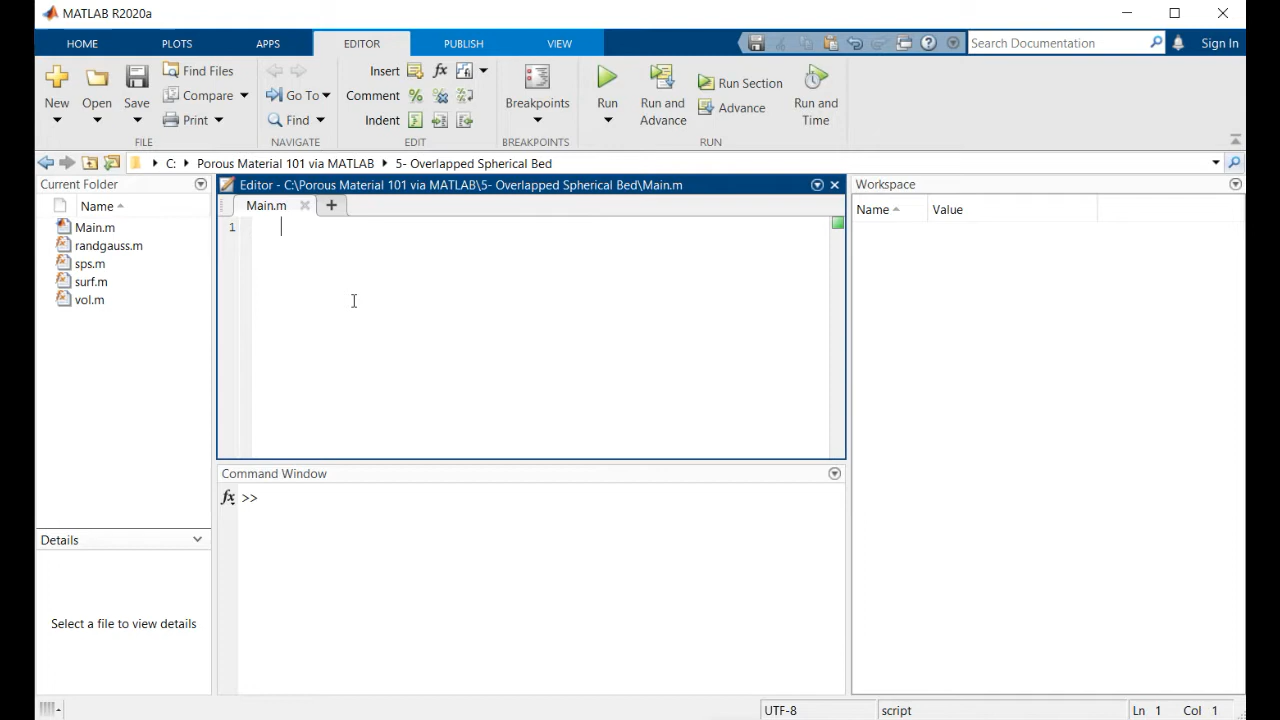 MATLAB R2020a
HOME PLOTS APPS EDITOR PUBLISH VIEW Search Documentation Sign In
New Open Save Find Files Compare Print Go To Find Insert fx Comment % Indent Breakpoints Run Run and Advance Run Section Advance Run and Time
FILE NAVIGATE EDIT BREAKPOINTS RUN
C: Porous Material 101 via MATLAB 5- Overlapped Spherical Bed
Current Folder
Name
Main.m
randgauss.m
sps.m
surf.m
vol.m
Details
Select a file to view details
Editor - C:\Porous Material 101 via MATLAB\5- Overlapped Spherical Bed\Main.m
Main.m +
1
Command Window
fx >>
Workspace
Name Value
UTF-8 script Ln 1 Col 1